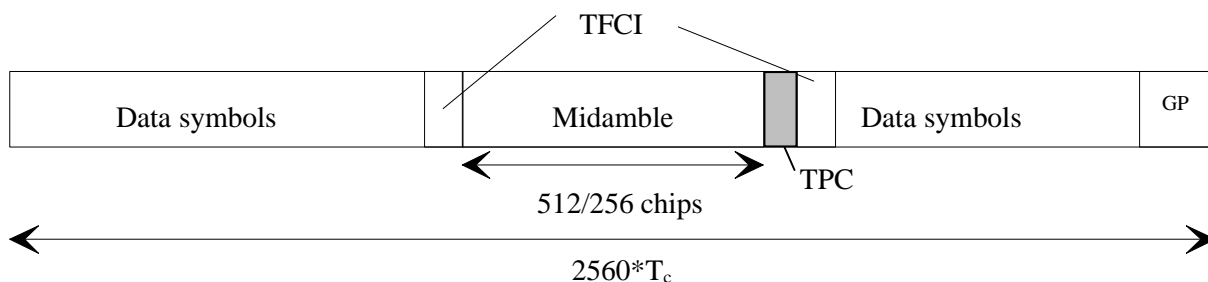 TFCI
Data symbols
Midamble
Data symbols
GP
TPC
512/256 chips
2560*Tc